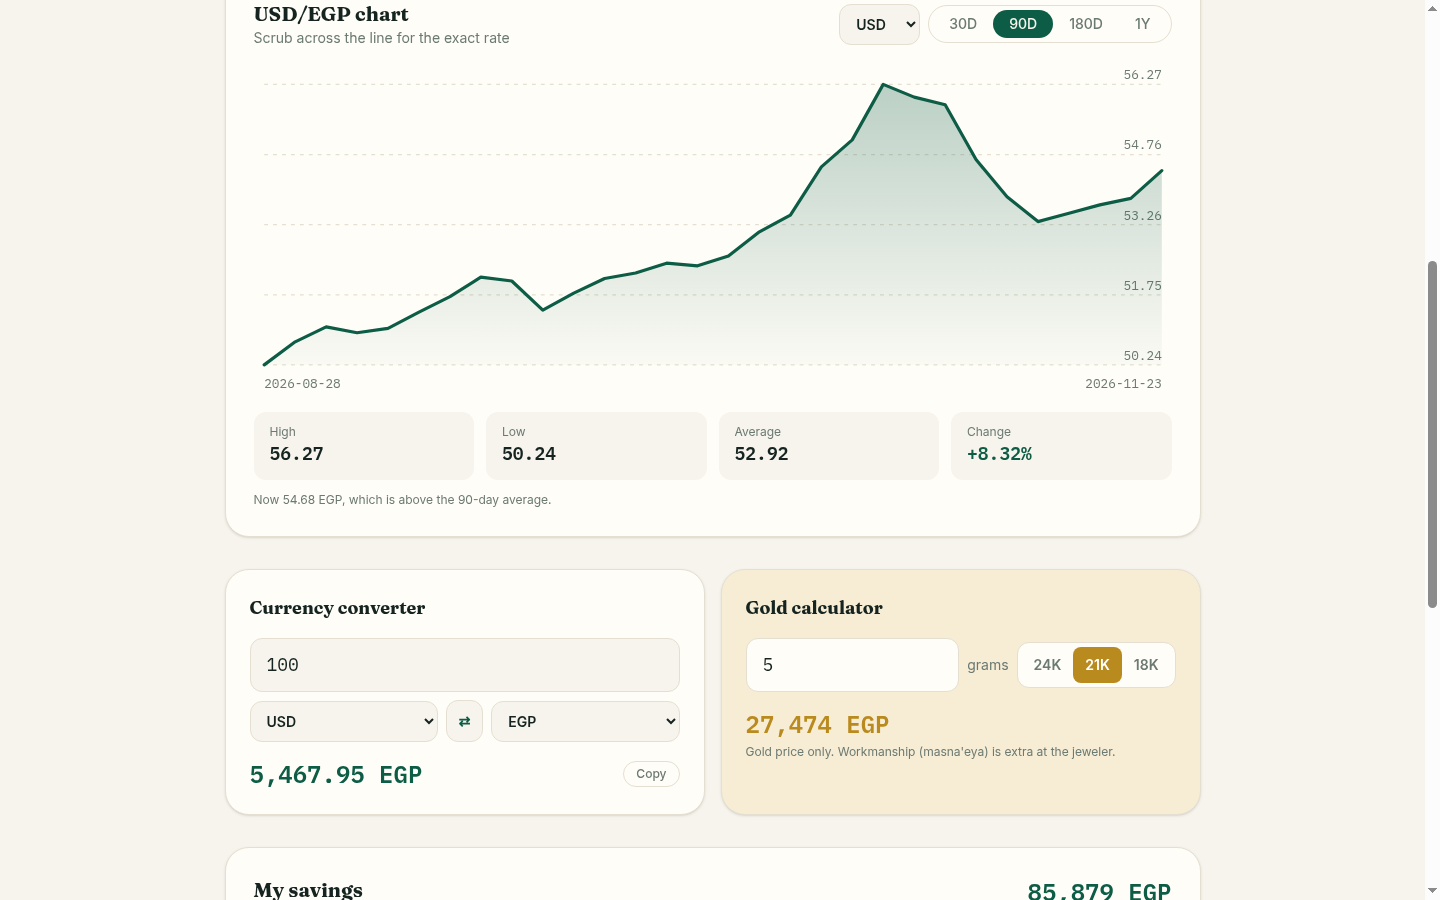 USD/EGP chart
Scrub across the line for the exact rate
USD 30D 90D 180D 1Y
56.27
54.76
53.26
51.75
50.24
2026-08-28 2026-11-23
High
56.27
Low
50.24
Average
52.92
Change
+8.32%
Now 54.68 EGP, which is above the 90-day average.
Currency converter
100
USD ⇄ EGP
5,467.95 EGP Copy
Gold calculator
5 grams 24K 21K 18K
27,474 EGP
Gold price only. Workmanship (masna'eya) is extra at the jeweler.
My savings 85,879 EGP